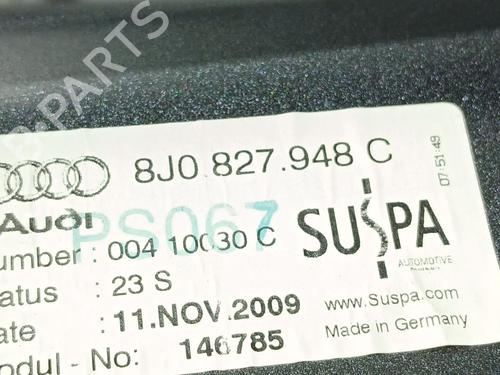 B-PARTS
8J0 827 948 C
07:51:49
Audi
PS067
umber : 004 10030 C
SUSPA
AUTOMOTIVE
tatus : 23 S
ate : 11.NOV.2009
www.Suspa.com
Made in Germany
odul - No: 146785